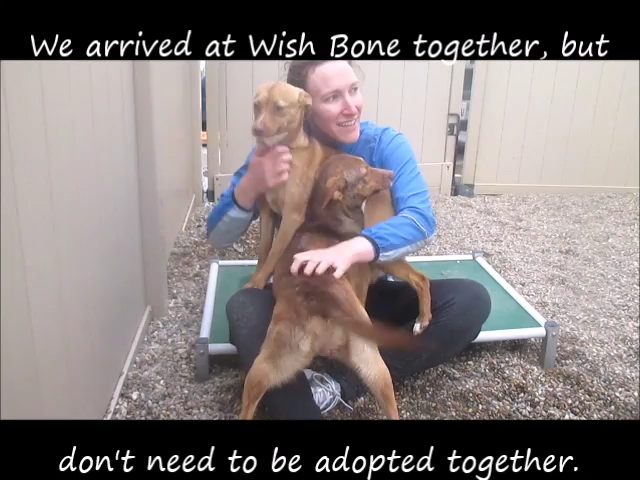 We arrived at Wish Bone together, but
don't need to be adopted together.